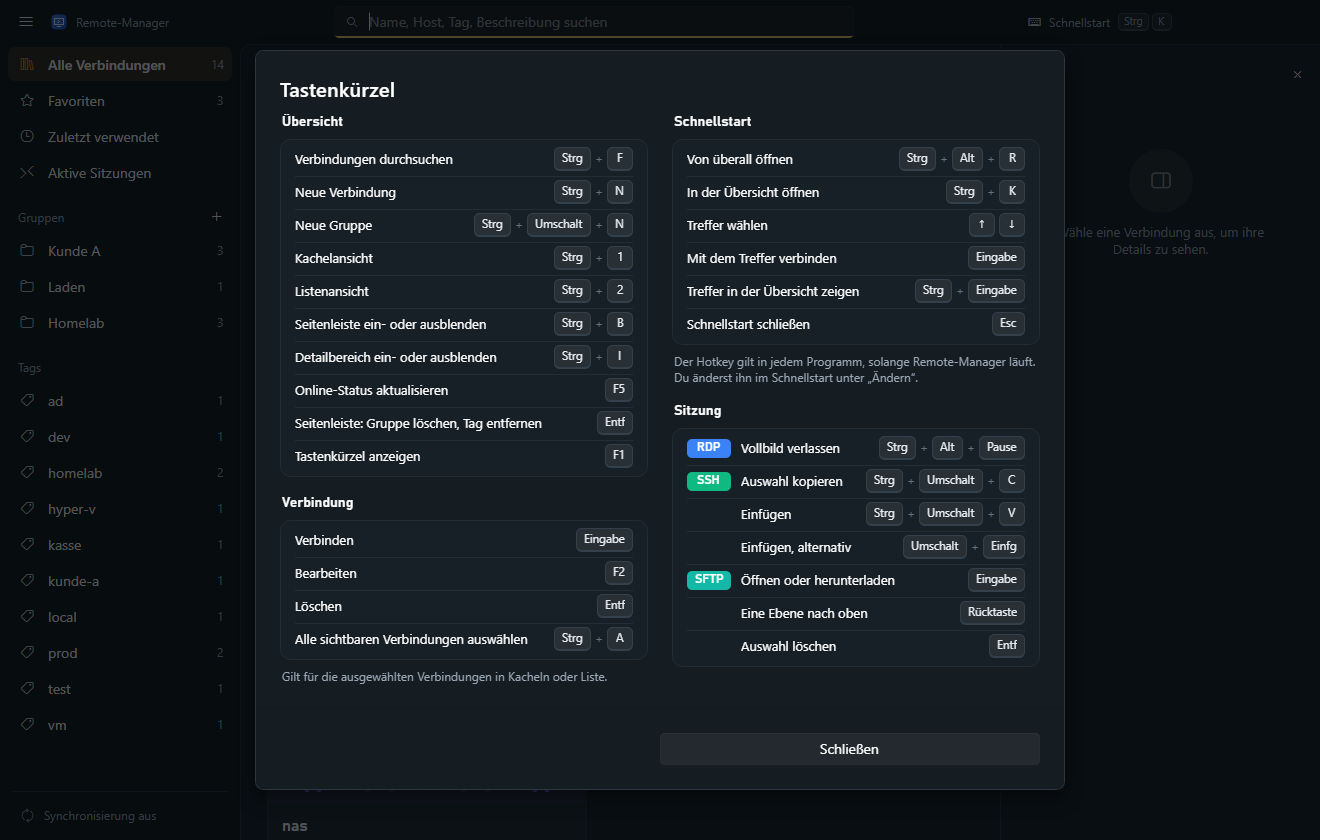 Remote-Manager
Name, Host, Tag, Beschreibung suchen
Schnellstart Strg K
Alle Verbindungen 14
Favoriten 3
Zuletzt verwendet
Aktive Sitzungen
Gruppen +
Kunde A 3
Laden 1
Homelab 3
Tags
ad 1
dev 1
homelab 2
hyper-v 1
kasse 1
kunde-a 1
local 1
prod 2
test 1
vm 1
Synchronisierung aus
Tastenkürzel
Übersicht
Verbindungen durchsuchen Strg + F
Neue Verbindung Strg + N
Neue Gruppe Strg + Umschalt + N
Kachelansicht Strg + 1
Listenansicht Strg + 2
Seitenleiste ein- oder ausblenden Strg + B
Detailbereich ein- oder ausblenden Strg + I
Online-Status aktualisieren F5
Seitenleiste: Gruppe löschen, Tag entfernen Entf
Tastenkürzel anzeigen F1
Verbindung
Verbinden Eingabe
Bearbeiten F2
Löschen Entf
Alle sichtbaren Verbindungen auswählen Strg + A
Gilt für die ausgewählten Verbindungen in Kacheln oder Liste.
Schnellstart
Von überall öffnen Strg + Alt + R
In der Übersicht öffnen Strg + K
Treffer wählen ↑ ↓
Mit dem Treffer verbinden Eingabe
Treffer in der Übersicht zeigen Strg + Eingabe
Schnellstart schließen Esc
Der Hotkey gilt in jedem Programm, solange Remote-Manager läuft.
Du änderst ihn im Schnellstart unter „Ändern“.
Sitzung
RDP Vollbild verlassen Strg + Alt + Pause
SSH Auswahl kopieren Strg + Umschalt + C
Einfügen Strg + Umschalt + V
Einfügen, alternativ Umschalt + Einfg
SFTP Öffnen oder herunterladen Eingabe
Eine Ebene nach oben Rücktaste
Auswahl löschen Entf
Schließen
eine Verbindung aus, um ihre
Details zu sehen.
nas